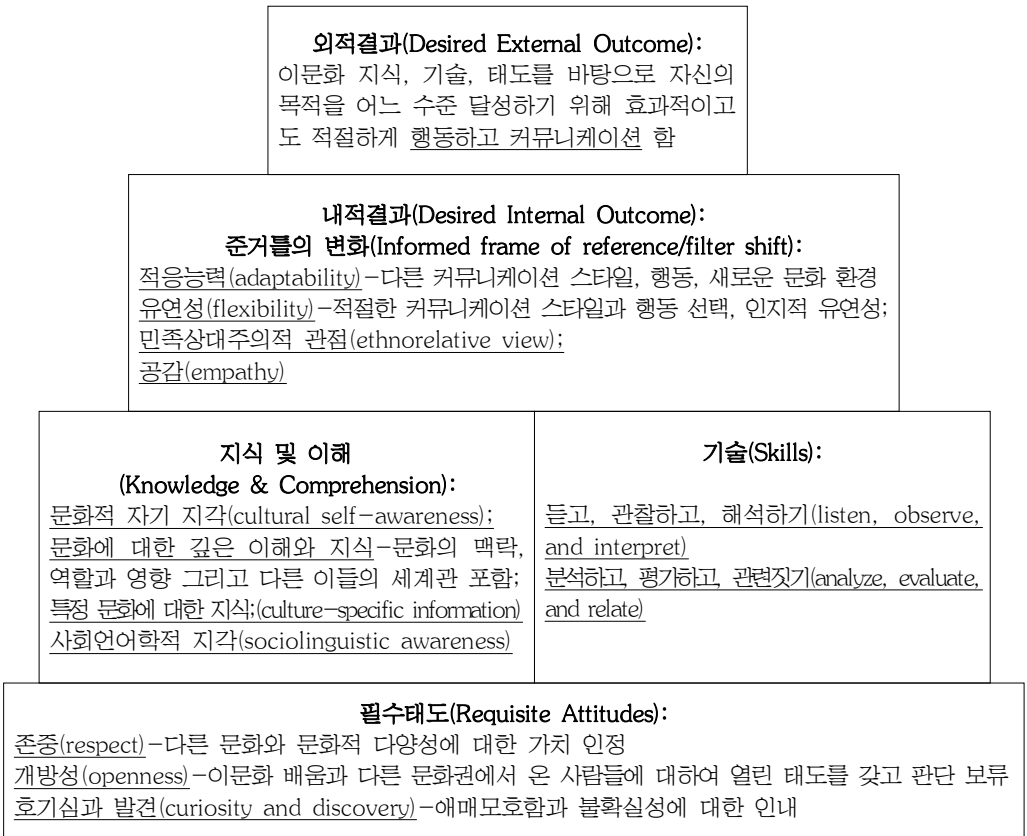 외적결과(Desired External Outcome):
이문화 지식, 기술, 태도를 바탕으로 자신의
목적을 어느 수준 달성하기 위해 효과적이고
도 적절하게 행동하고 커뮤니케이션 함
내적결과(Desired Internal Outcome):
준거틀의 변화(Informed frame of reference/filter shift):
적응능력(adaptability)-다른 커뮤니케이션 스타일, 행동, 새로운 문화 환경
유연성(flexibility)-적절한 커뮤니케이션 스타일과 행동 선택, 인지적 유연성;
민족상대주의적 관점(ethnorelative view);
공감(empathy)
지식 및 이해
(Knowledge & Comprehension):
문화적 자기 지각(cultural self-awareness);
문화에 대한 깊은 이해와 지식-문화의 맥락,
역할과 영향 그리고 다른 이들의 세계관 포함;
특정 문화에 대한 지식;(culture-specific information)
사회언어학적 지각(sociolinguistic awareness)
기술(Skills):
듣고, 관찰하고, 해석하기(listen, observe,
and interpret)
분석하고, 평가하고, 관련짓기(analyze, evaluate,
and relate)
필수태도(Requisite Attitudes):
존중(respect)-다른 문화와 문화적 다양성에 대한 가치 인정
개방성(openness)-이문화 배움과 다른 문화권에서 온 사람들에 대하여 열린 태도를 갖고 판단 보류
호기심과 발견(curiosity and discovery)-애매모호함과 불확실성에 대한 인내